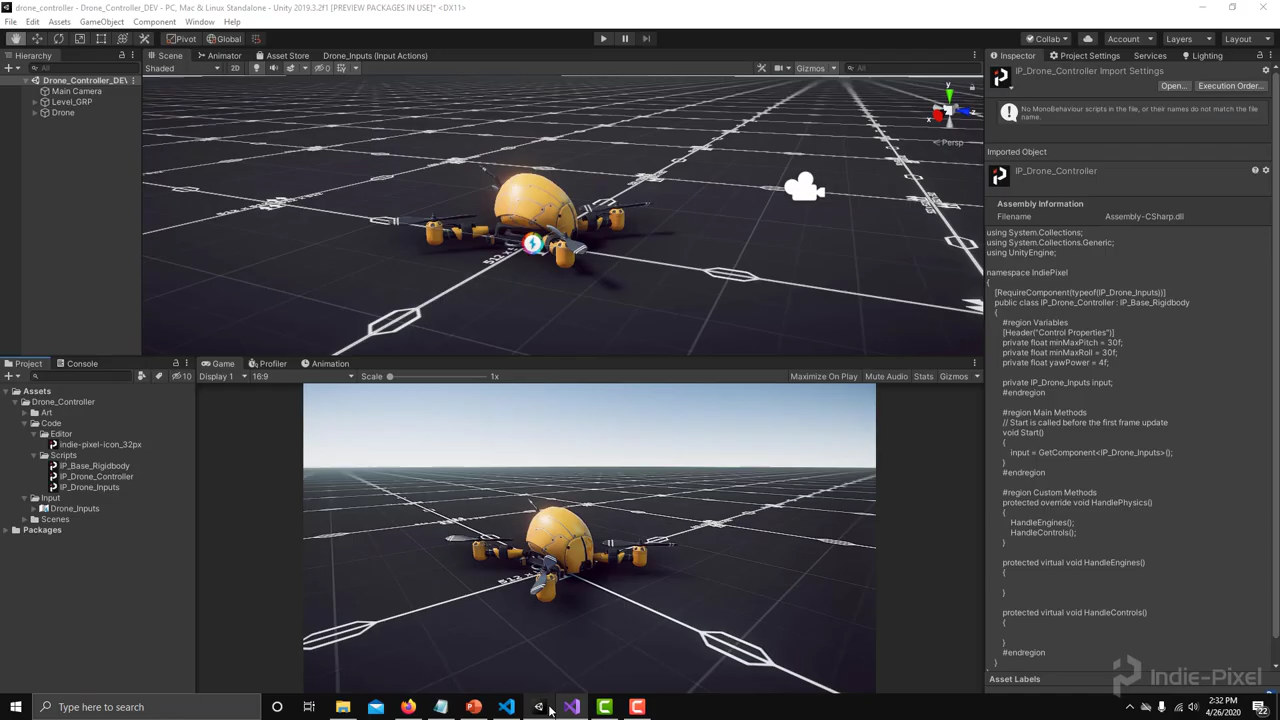 drone_controller - Drone_Controller_DEV - PC, Mac & Linux Standalone - Unity 2019.3.2f1 [PREVIEW PACKAGES IN USE]* <DX11>
File Edit Assets GameObject Component Window Help
Pivot Global Collab Account Layers Layout
Hierarchy
All
Drone_Controller_DEV
Main Camera
Level_GRP
Drone
Scene Animator Asset Store Drone_Inputs (Input Actions)
Shaded 2D 0 Gizmos All
y
x
z
Persp
Inspector Project Settings Services Lighting
IP_Drone_Controller Import Settings
Open... Execution Order...
No MonoBehaviour scripts in the file, or their names do not match the file
name.
Imported Object
IP_Drone_Controller
Assembly Information
Filename Assembly-CSharp.dll
using System.Collections;
using System.Collections.Generic;
using UnityEngine;
namespace IndiePixel
{
[RequireComponent(typeof(IP_Drone_Inputs))]
public class IP_Drone_Controller : IP_Base_Rigidbody
{
#region Variables
[Header("Control Properties")]
private float minMaxPitch = 30f;
private float minMaxRoll = 30f;
private float yawPower = 4f;
private IP_Drone_Inputs input;
#endregion
#region Main Methods
// Start is called before the first frame update
void Start()
{
input = GetComponent<IP_Drone_Inputs>();
}
#endregion
#region Custom Methods
protected override void HandlePhysics()
{
HandleEngines();
HandleControls();
}
protected virtual void HandleEngines()
{
}
protected virtual void HandleControls()
{
}
#endregion
}
Asset Labels
Project Console
10
Assets
Drone_Controller
Art
Code
Editor
indie-pixel-icon_32px
Scripts
IP_Base_Rigidbody
IP_Drone_Controller
IP_Drone_Inputs
Input
Drone_Inputs
Scenes
Packages
Game Profiler Animation
Display 1 16:9 Scale 1x Maximize On Play Mute Audio Stats Gizmos
Indie-Pixel
Type here to search
2:32 PM
4/26/2020
22